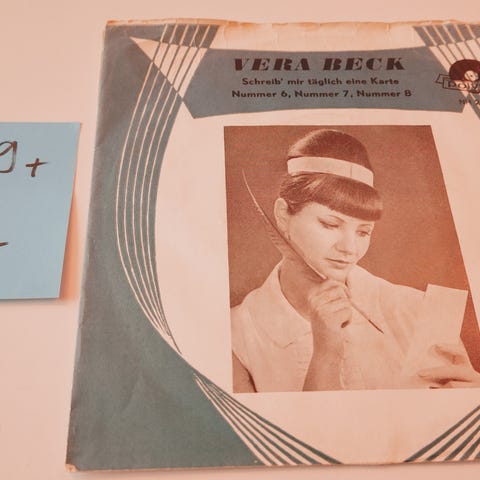 VERA BECK
Schreib' mir täglich eine Karte
Nummer 6, Nummer 7, Nummer 8